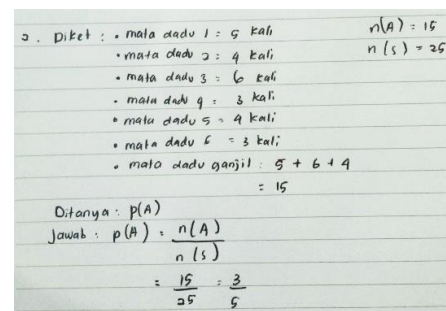 2. Diket : • mata dadu 1 = 5 kali
n(A) = 15
• mata dadu 2 = 4 kali
n(s) = 25
• mata dadu 3 = 6 kali
• mata dadu 4 = 3 kali
• mata dadu 5 = 4 kali
• mata dadu 6 = 3 kali
• mata dadu ganjil : 5 + 6 + 4
= 15
Ditanya : p(A)
Jawab : p(A) = n(A)
n(s)
= 15 = 3
25 5